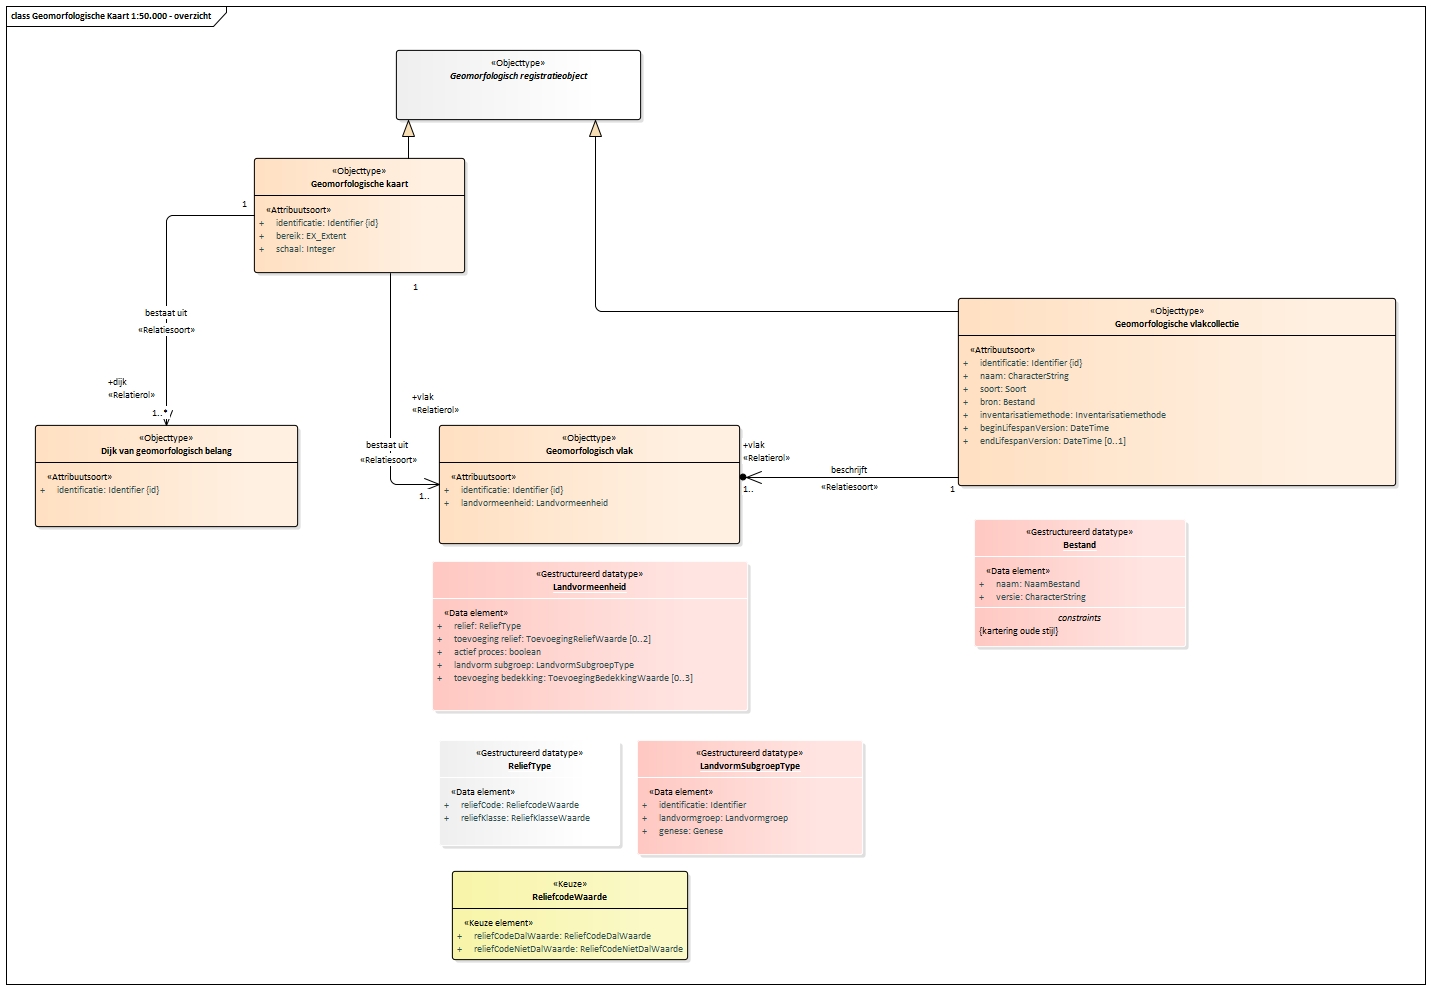 class Geomorfologische Kaart 1:50.000 - overzicht
«Objecttype»
Geomorfologisch registratieobject
«Objecttype»
Geomorfologische kaart
«Attribuutsoort»
+ identificatie: Identifier {id}
+ bereik: EX_Extent
+ schaal: Integer
1
1
bestaat uit
«Relatiesoort»
+dijk
«Relatierol»
1..*
«Objecttype»
Dijk van geomorfologisch belang
«Attribuutsoort»
+ identificatie: Identifier {id}
+vlak
«Relatierol»
bestaat uit
«Relatiesoort»
1..
«Objecttype»
Geomorfologisch vlak
«Attribuutsoort»
+ identificatie: Identifier {id}
+ landvormeenheid: Landvormeenheid
+vlak
«Relatierol»
1..
beschrijft
«Relatiesoort»
1
«Objecttype»
Geomorfologische vlakcollectie
«Attribuutsoort»
+ identificatie: Identifier {id}
+ naam: CharacterString
+ soort: Soort
+ bron: Bestand
+ inventarisatiemethode: Inventarisatiemethode
+ beginLifespanVersion: DateTime
+ endLifespanVersion: DateTime [0..1]
«Gestructureerd datatype»
Bestand
«Data element»
+ naam: NaamBestand
+ versie: CharacterString
constraints
{kartering oude stijl}
«Gestructureerd datatype»
Landvormeenheid
«Data element»
+ relief: ReliefType
+ toevoeging relief: ToevoegingReliefWaarde [0..2]
+ actief proces: boolean
+ landvorm subgroep: LandvormSubgroepType
+ toevoeging bedekking: ToevoegingBedekkingWaarde [0..3]
«Gestructureerd datatype»
ReliefType
«Data element»
+ reliefCode: ReliefcodeWaarde
+ reliefKlasse: ReliefKlasseWaarde
«Gestructureerd datatype»
LandvormSubgroepType
«Data element»
+ identificatie: Identifier
+ landvormgroep: Landvormgroep
+ genese: Genese
«Keuze»
ReliefcodeWaarde
«Keuze element»
+ reliefCodeDalWaarde: ReliefCodeDalWaarde
+ reliefCodeNietDalWaarde: ReliefCodeNietDalWaarde